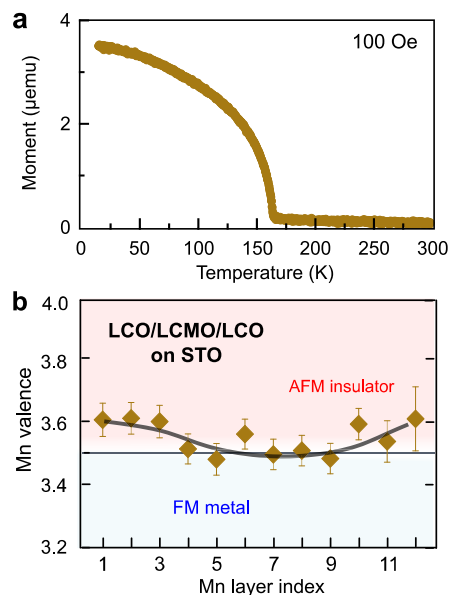 a
100 Oe
Moment (µemu)
4
2
0
0
50
100
150
200
250
300
Temperature (K)
b
LCO/LCMO/LCO
on STO
AFM insulator
FM metal
Mn valence
4.0
3.8
3.6
3.4
3.2
1
3
5
7
9
11
Mn layer index